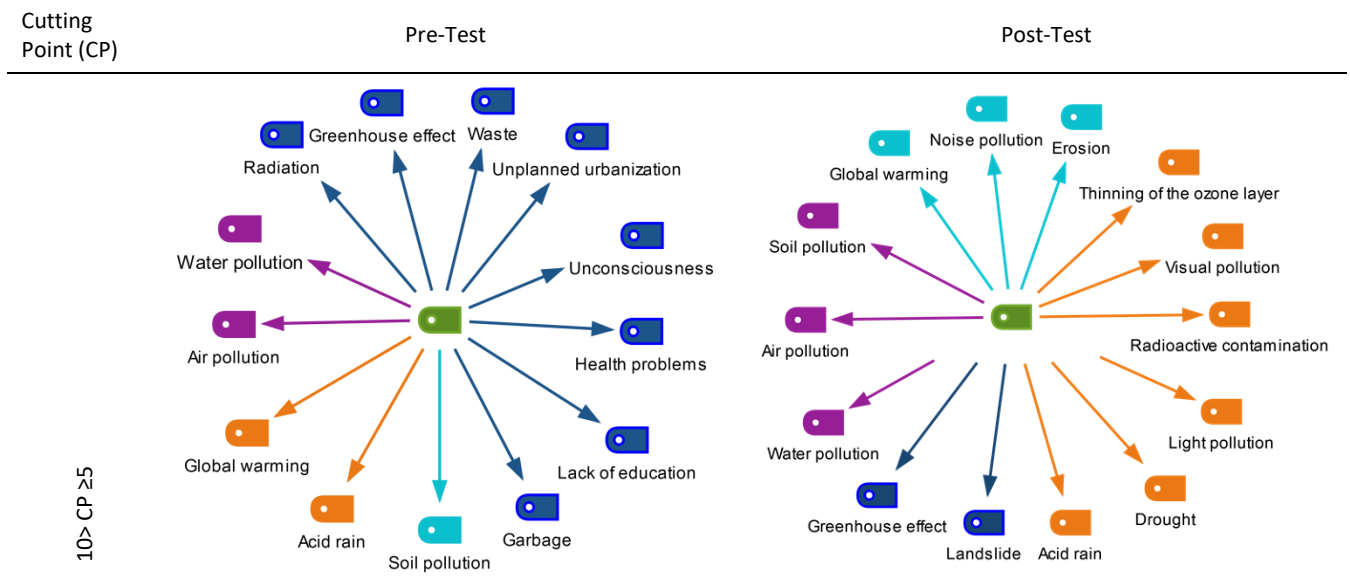 Cutting
Point (CP)
Pre-Test
Post-Test
10> CP ≥5
Greenhouse effect
Waste
Radiation
Unplanned urbanization
Water pollution
Unconsciousness
Air pollution
Health problems
Global warming
Lack of education
Acid rain
Garbage
Soil pollution
Noise pollution
Erosion
Global warming
Thinning of the ozone layer
Soil pollution
Visual pollution
Air pollution
Radioactive contamination
Water pollution
Light pollution
Greenhouse effect
Drought
Landslide
Acid rain